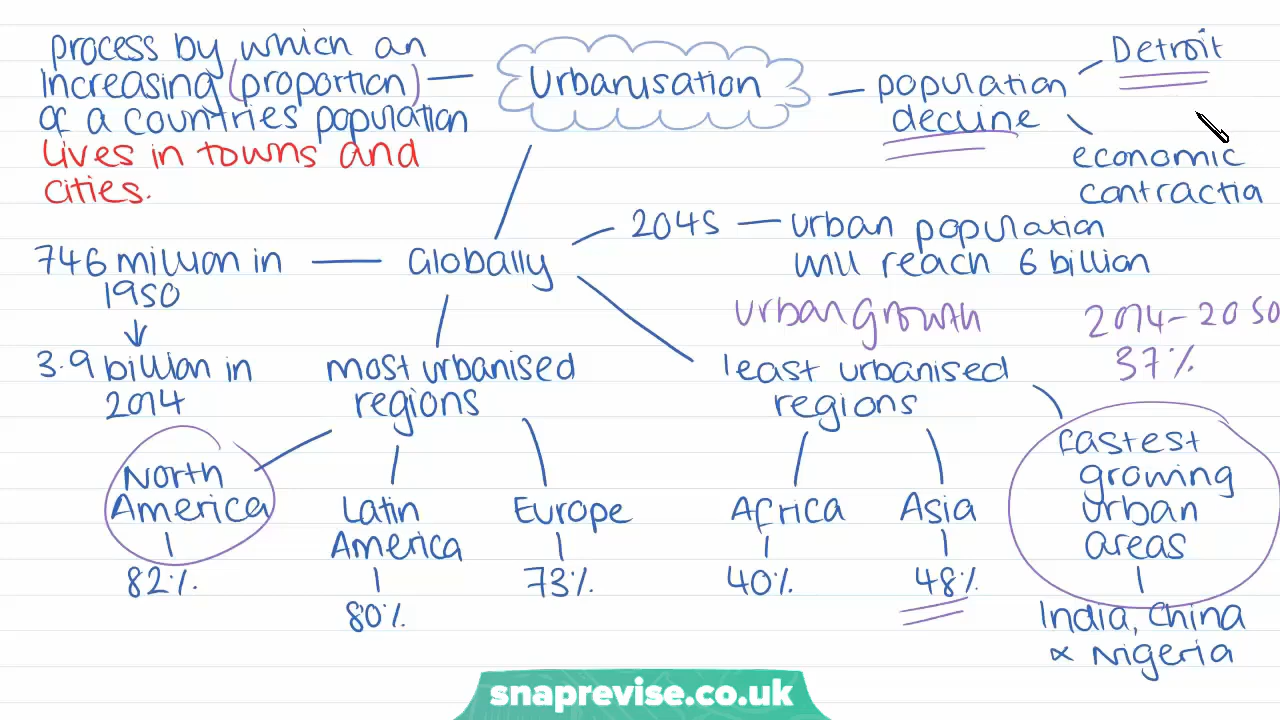 process by which an
increasing (proportion)
of a countries population
lives in towns and
cities.
Urbanisation
population
decline
Detroit
economic
contraction
Globally
746 million in
1950
3.9 billion in
2014
2045 - urban population
will reach 6 billion
urban growth
2014 - 2050
37%
most urbanised
regions
North
America
82%
Latin
America
80%
Europe
73%
least urbanised
regions
Africa
40%
Asia
48%
fastest
growing
urban
areas
India, China
& Nigeria
snaprevise.co.uk